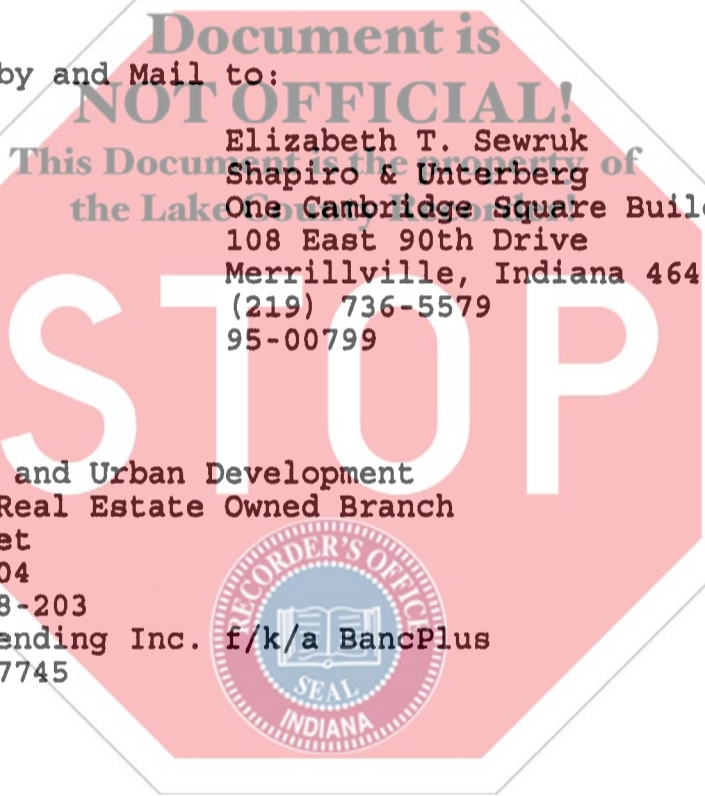 Document is
by and Mail to:
NOT OFFICIAL!
Elizabeth T. Sewruk
This Document is the property of
Shapiro & Unterberg
the Lake County Recorder!
One Cambridge Square Buil
108 East 90th Drive
Merrillville, Indiana 464
(219) 736-5579
95-00799
STOP
and Urban Development
Real Estate Owned Branch
et
04
8-203
ending Inc. f/k/a BancPlus
7745
RECORDER'S OFFICE
SEAL
INDIANA